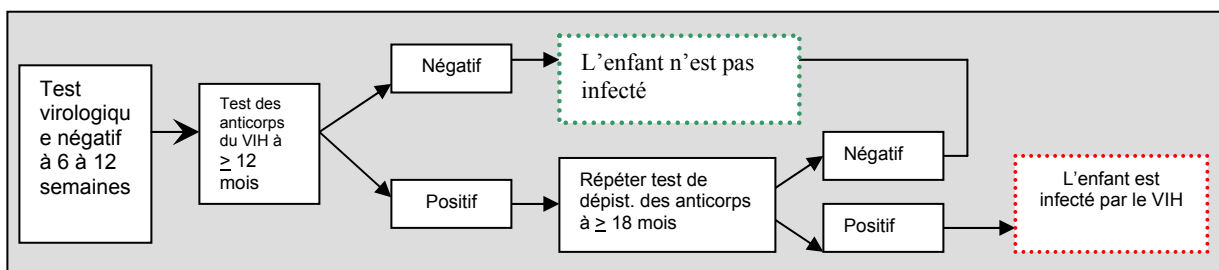 Test
virologiqu
e négatif
à 6 à 12
semaines
Test des
anticorps
du VIH à
≥ 12
mois
Négatif
L’enfant n’est pas
infecté
Positif
Répéter test de
dépist. des anticorps
à ≥ 18 mois
Négatif
Positif
L’enfant est
infecté par le VIH